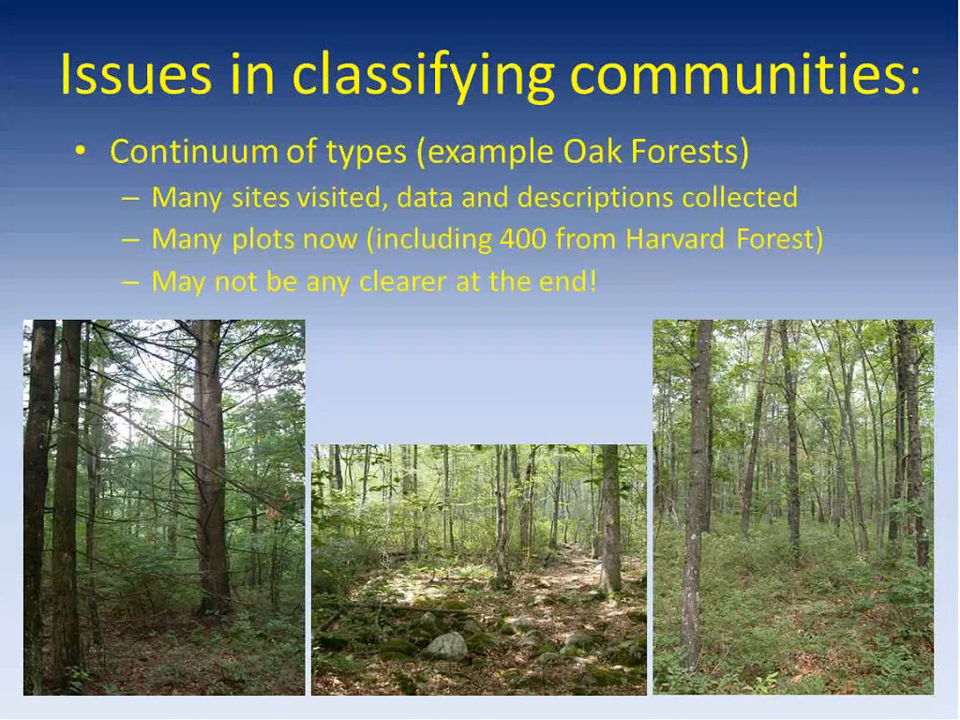 Issues in classifying communities:
• Continuum of types (example Oak Forests)
– Many sites visited, data and descriptions collected
– Many plots now (including 400 from Harvard Forest)
– May not be any clearer at the end!